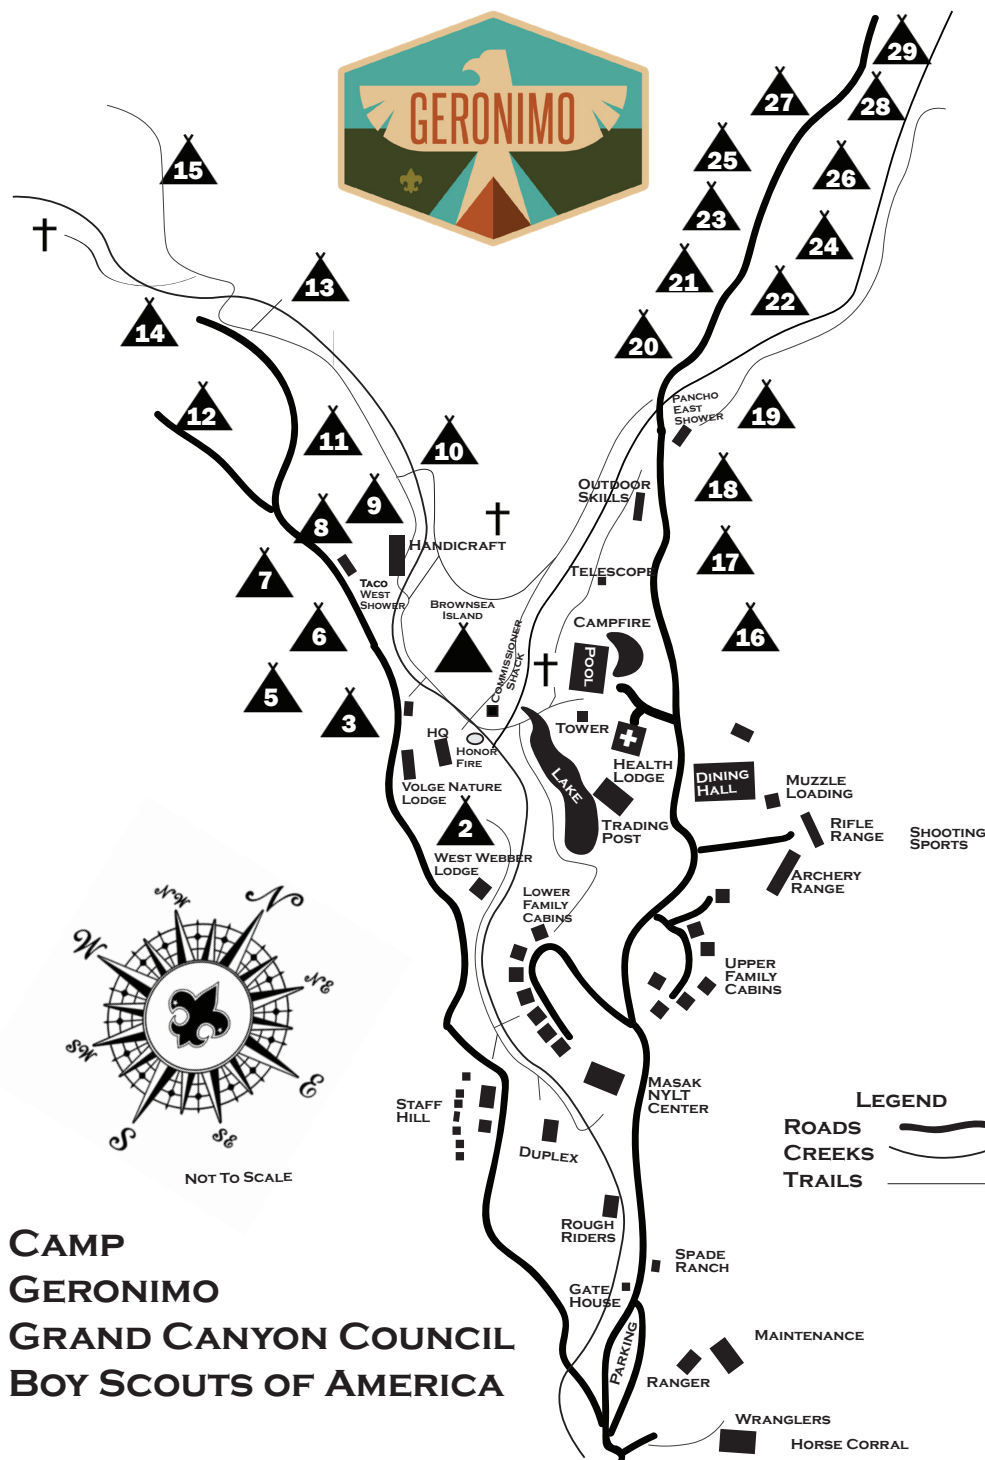 GERONIMO
29
27
28
25
26
15
23
24
21
13
22
14
20
PANCHO
EAST
SHOWER
12
19
11
10
9
OUTDOOR
SKILLS
18
8
HANDICRAFT
17
7
TACO
WEST
SHOWER
TELESCOPE
BROWNSEA
ISLAND
6
CAMPFIRE
16
COMMISSIONER
SHACK
POOL
5
3
TOWER
HQ
HONOR
FIRE
HEALTH
LODGE
LAKE
DINING
HALL
MUZZLE
LOADING
VOLGE NATURE
LODGE
2
TRADING
POST
RIFLE
RANGE
SHOOTING
SPORTS
WEST WEBBER
LODGE
ARCHERY
RANGE
LOWER
FAMILY
CABINS
UPPER
FAMILY
CABINS
NNW
N
W
NE
SWS
E
S
SE
NOT TO SCALE
MASAK
NYLT
CENTER
STAFF
HILL
DUPLEX
LEGEND
ROADS
CREEKS
TRAILS
ROUGH
RIDERS
SPADE
RANCH
GATE
HOUSE
PARKING
MAINTENANCE
RANGER
WRANGLERS
HORSE CORRAL
CAMP
GERONIMO
GRAND CANYON COUNCIL
BOY SCOUTS OF AMERICA